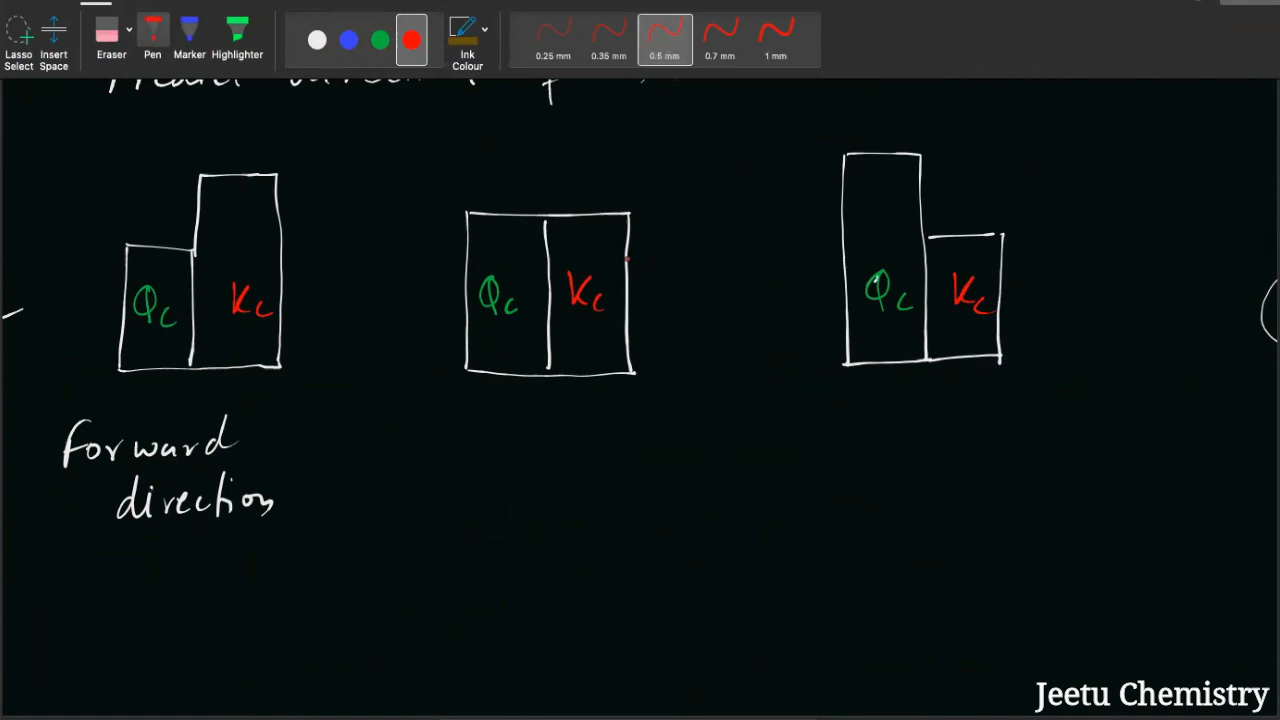 Lasso Select
Insert Space
Eraser
Pen
Marker
Highlighter
Ink Colour
0.25 mm
0.35 mm
0.5 mm
0.7 mm
1 mm
Qc Kc
Qc Kc
Qc Kc
Forward
direction
Jeetu Chemistry